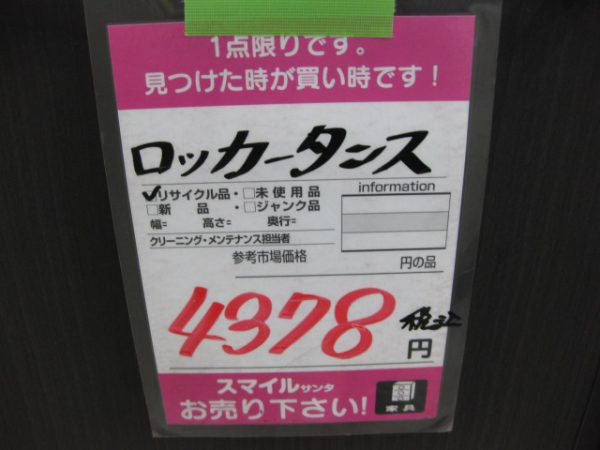 1点限りです。
見つけた時が買い時です!
ロッカータンス
✓リサイクル品・□未使用品
□新品・□ジャンク品
幅= 高さ= 奥行=
クリーニング・メンテナンス担当者
information
参考市場価格
円の品
4378 税込
円
スマイルサンタ
お売り下さい!
家具